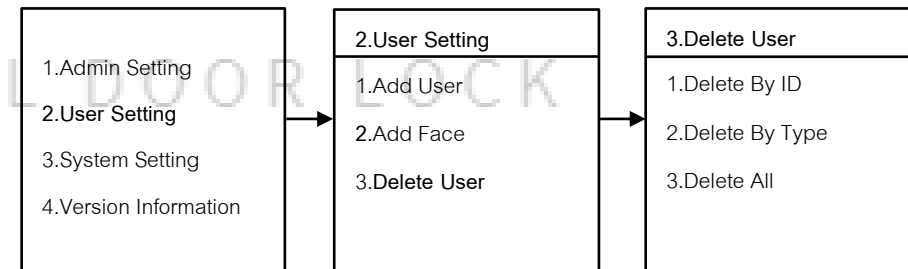 1.Admin Setting
2.User Setting
3.System Setting
4.Version Information
2.User Setting
1.Add User
2.Add Face
3.Delete User
3.Delete User
1.Delete By ID
2.Delete By Type
3.Delete All
L DOOR LOCK